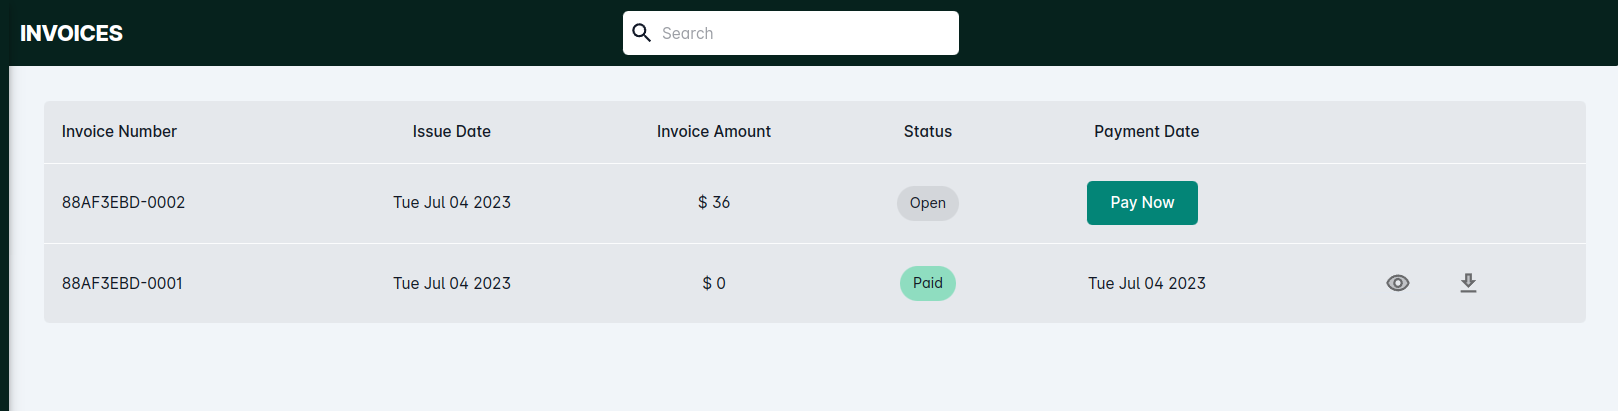 INVOICES
Search
Invoice Number Issue Date Invoice Amount Status Payment Date
88AF3EBD-0002 Tue Jul 04 2023 $ 36 Open Pay Now
88AF3EBD-0001 Tue Jul 04 2023 $ 0 Paid Tue Jul 04 2023